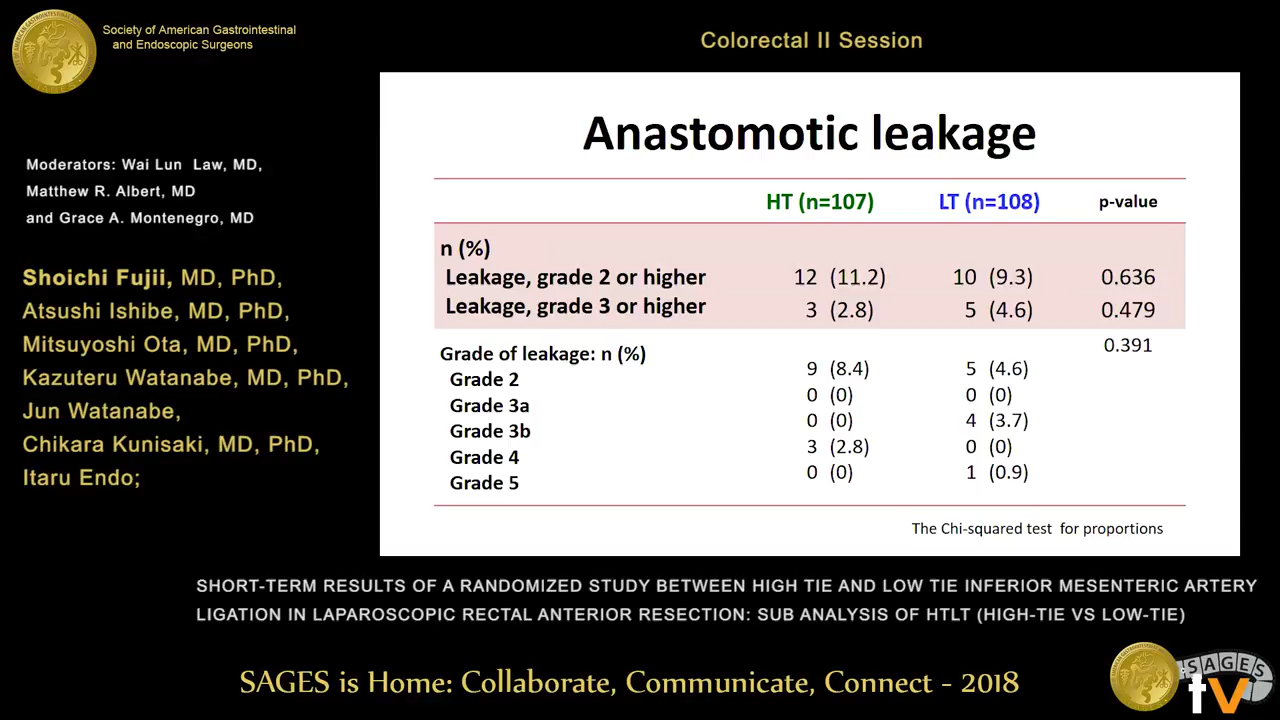 Society of American Gastrointestinal
and Endoscopic Surgeons
Colorectal II Session
Moderators: Wai Lun Law, MD,
Matthew R. Albert, MD
and Grace A. Montenegro, MD
Shoichi Fujii, MD, PhD,
Atsushi Ishibe, MD, PhD,
Mitsuyoshi Ota, MD, PhD,
Kazuteru Watanabe, MD, PhD,
Jun Watanabe,
Chikara Kunisaki, MD, PhD,
Itaru Endo;
Anastomotic leakage
HT (n=107) LT (n=108) p-value
n (%)
Leakage, grade 2 or higher 12 (11.2) 10 (9.3) 0.636
Leakage, grade 3 or higher 3 (2.8) 5 (4.6) 0.479
Grade of leakage: n (%) 0.391
Grade 2 9 (8.4) 5 (4.6)
Grade 3a 0 (0) 0 (0)
Grade 3b 0 (0) 4 (3.7)
Grade 4 3 (2.8) 0 (0)
Grade 5 0 (0) 1 (0.9)
The Chi-squared test for proportions
SHORT-TERM RESULTS OF A RANDOMIZED STUDY BETWEEN HIGH TIE AND LOW TIE INFERIOR MESENTERIC ARTERY
LIGATION IN LAPAROSCOPIC RECTAL ANTERIOR RESECTION: SUB ANALYSIS OF HTLT (HIGH-TIE VS LOW-TIE)
SAGES is Home: Collaborate, Communicate, Connect - 2018
SAGES
tv